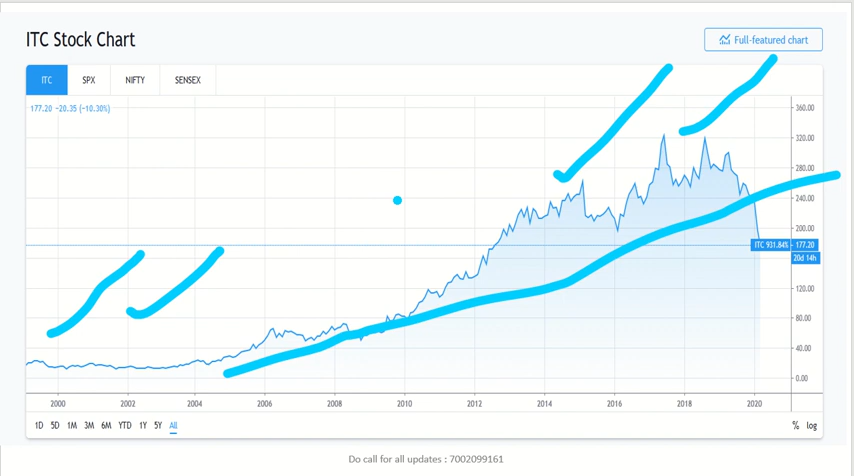 ITC Stock Chart
Full-featured chart
ITC SPX NIFTY SENSEX
177.20 −20.35 (−10.30%)
360.00
320.00
280.00
240.00
200.00
ITC 931.84% 177.20
20d 14h
120.00
80.00
40.00
0.00
2000 2002 2004 2006 2008 2010 2012 2014 2016 2018 2020
1D 5D 1M 3M 6M YTD 1Y 5Y All % log
Do call for all updates : 7002099161